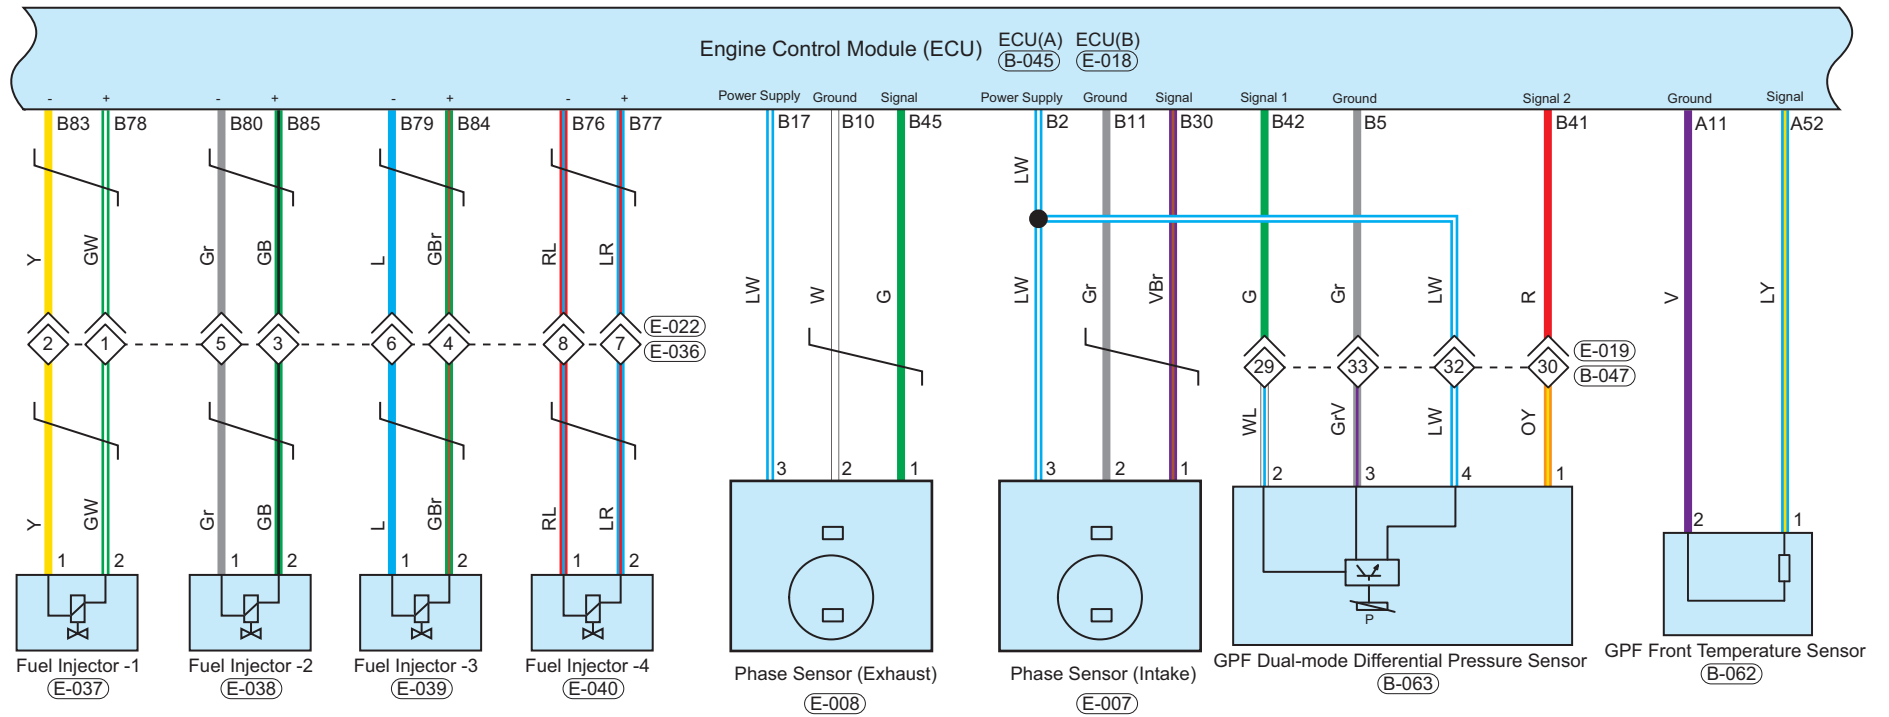 Engine Control Module (ECU) ECU(A) ECU(B)
B-045 E-018
- + - + - + - + Power Supply Ground Signal Power Supply Ground Signal Signal 1 Ground Signal 2 Ground Signal
B83 B78 B80 B85 B79 B84 B76 B77 B17 B10 B45 B2 B11 B30 B42 B5 B41 A11 A52
LW
Y GW Gr GB L GBr RL LR
LW W G LW Gr VBr G Gr LW R V LY
E-022
2 1 5 3 6 4 8 7
E-036
E-019
29 33 32 30
B-047
WL GrV LW OY
3 2 1 3 2 1 2 3 4 1
Y GW Gr GB L GBr RL LR
2 1
1 2 1 2 1 2 1 2
P
Fuel Injector -1 Fuel Injector -2 Fuel Injector -3 Fuel Injector -4 Phase Sensor (Exhaust) Phase Sensor (Intake) GPF Dual-mode Differential Pressure Sensor GPF Front Temperature Sensor
E-037 E-038 E-039 E-040 E-008 E-007 B-063 B-062